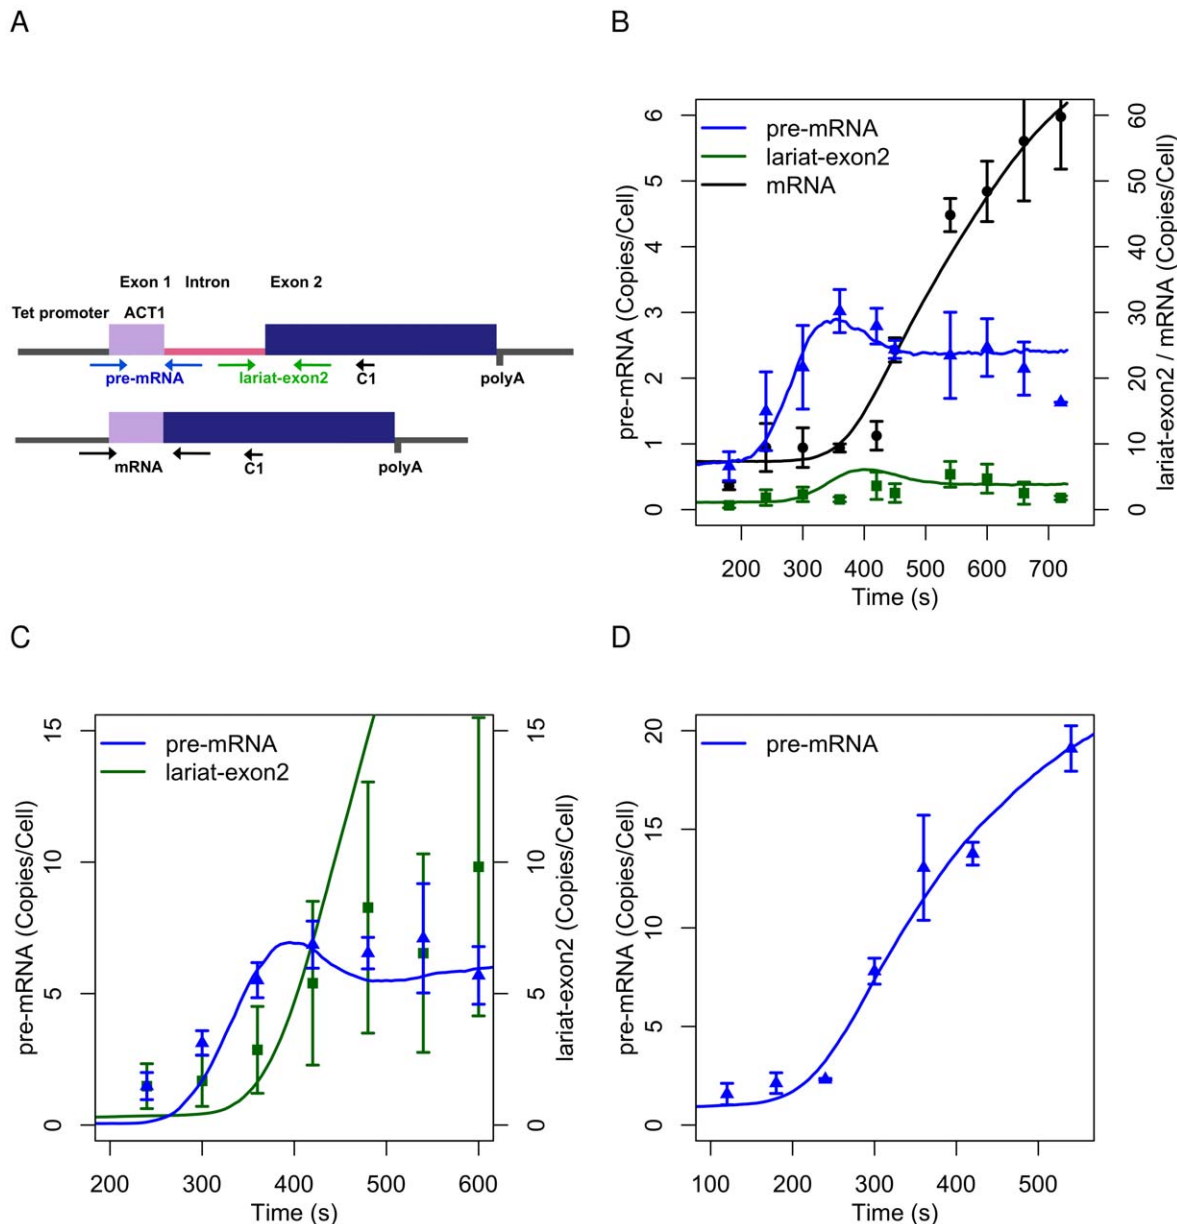 A
Exon 1 Intron Exon 2
Tet promoter ACT1
pre-mRNA lariat-exon2 C1 polyA
mRNA C1 polyA
B
pre-mRNA
lariat-exon2
mRNA
pre-mRNA (Copies/Cell)
0 1 2 3 4 5 6
lariat-exon2 / mRNA (Copies/Cell)
0 10 20 30 40 50 60
200 300 400 500 600 700
Time (s)
C
pre-mRNA
lariat-exon2
pre-mRNA (Copies/Cell)
0 5 10 15
lariat-exon2 (Copies/Cell)
0 5 10 15
200 300 400 500 600
Time (s)
D
pre-mRNA
pre-mRNA (Copies/Cell)
0 5 10 15 20
100 200 300 400 500
Time (s)